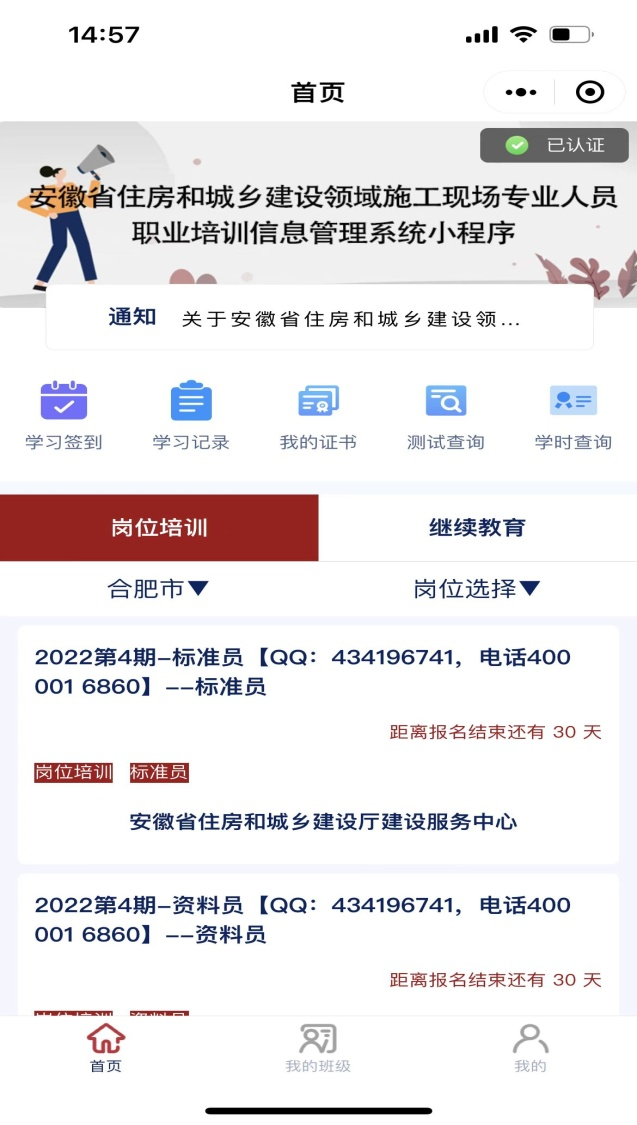 14:57
首页
已认证
安徽省住房和城乡建设领域施工现场专业人员
职业培训信息管理系统小程序
通知 关于安徽省住房和城乡建设领...
学习签到 学习记录 我的证书 测试查询 学时查询
岗位培训 继续教育
合肥市▼ 岗位选择▼
2022第4期-标准员【QQ：434196741，电话400
001 6860】--标准员
距离报名结束还有 30 天
岗位培训 标准员
安徽省住房和城乡建设厅建设服务中心
2022第4期-资料员【QQ：434196741，电话400
001 6860】--资料员
距离报名结束还有 30 天
岗位培训 资料员
首页 我的班级 我的